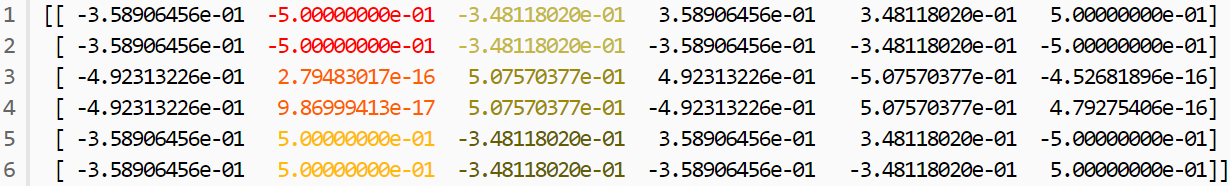 1 [[ -3.58906456e-01 -5.00000000e-01 -3.48118020e-01 3.58906456e-01 3.48118020e-01 5.00000000e-01]
2 [ -3.58906456e-01 -5.00000000e-01 -3.48118020e-01 -3.58906456e-01 -3.48118020e-01 -5.00000000e-01]
3 [ -4.92313226e-01 2.79483017e-16 5.07570377e-01 4.92313226e-01 -5.07570377e-01 -4.52681896e-16]
4 [ -4.92313226e-01 9.86999413e-17 5.07570377e-01 -4.92313226e-01 5.07570377e-01 4.79275406e-16]
5 [ -3.58906456e-01 5.00000000e-01 -3.48118020e-01 3.58906456e-01 3.48118020e-01 -5.00000000e-01]
6 [ -3.58906456e-01 5.00000000e-01 -3.48118020e-01 -3.58906456e-01 -3.48118020e-01 5.00000000e-01]]